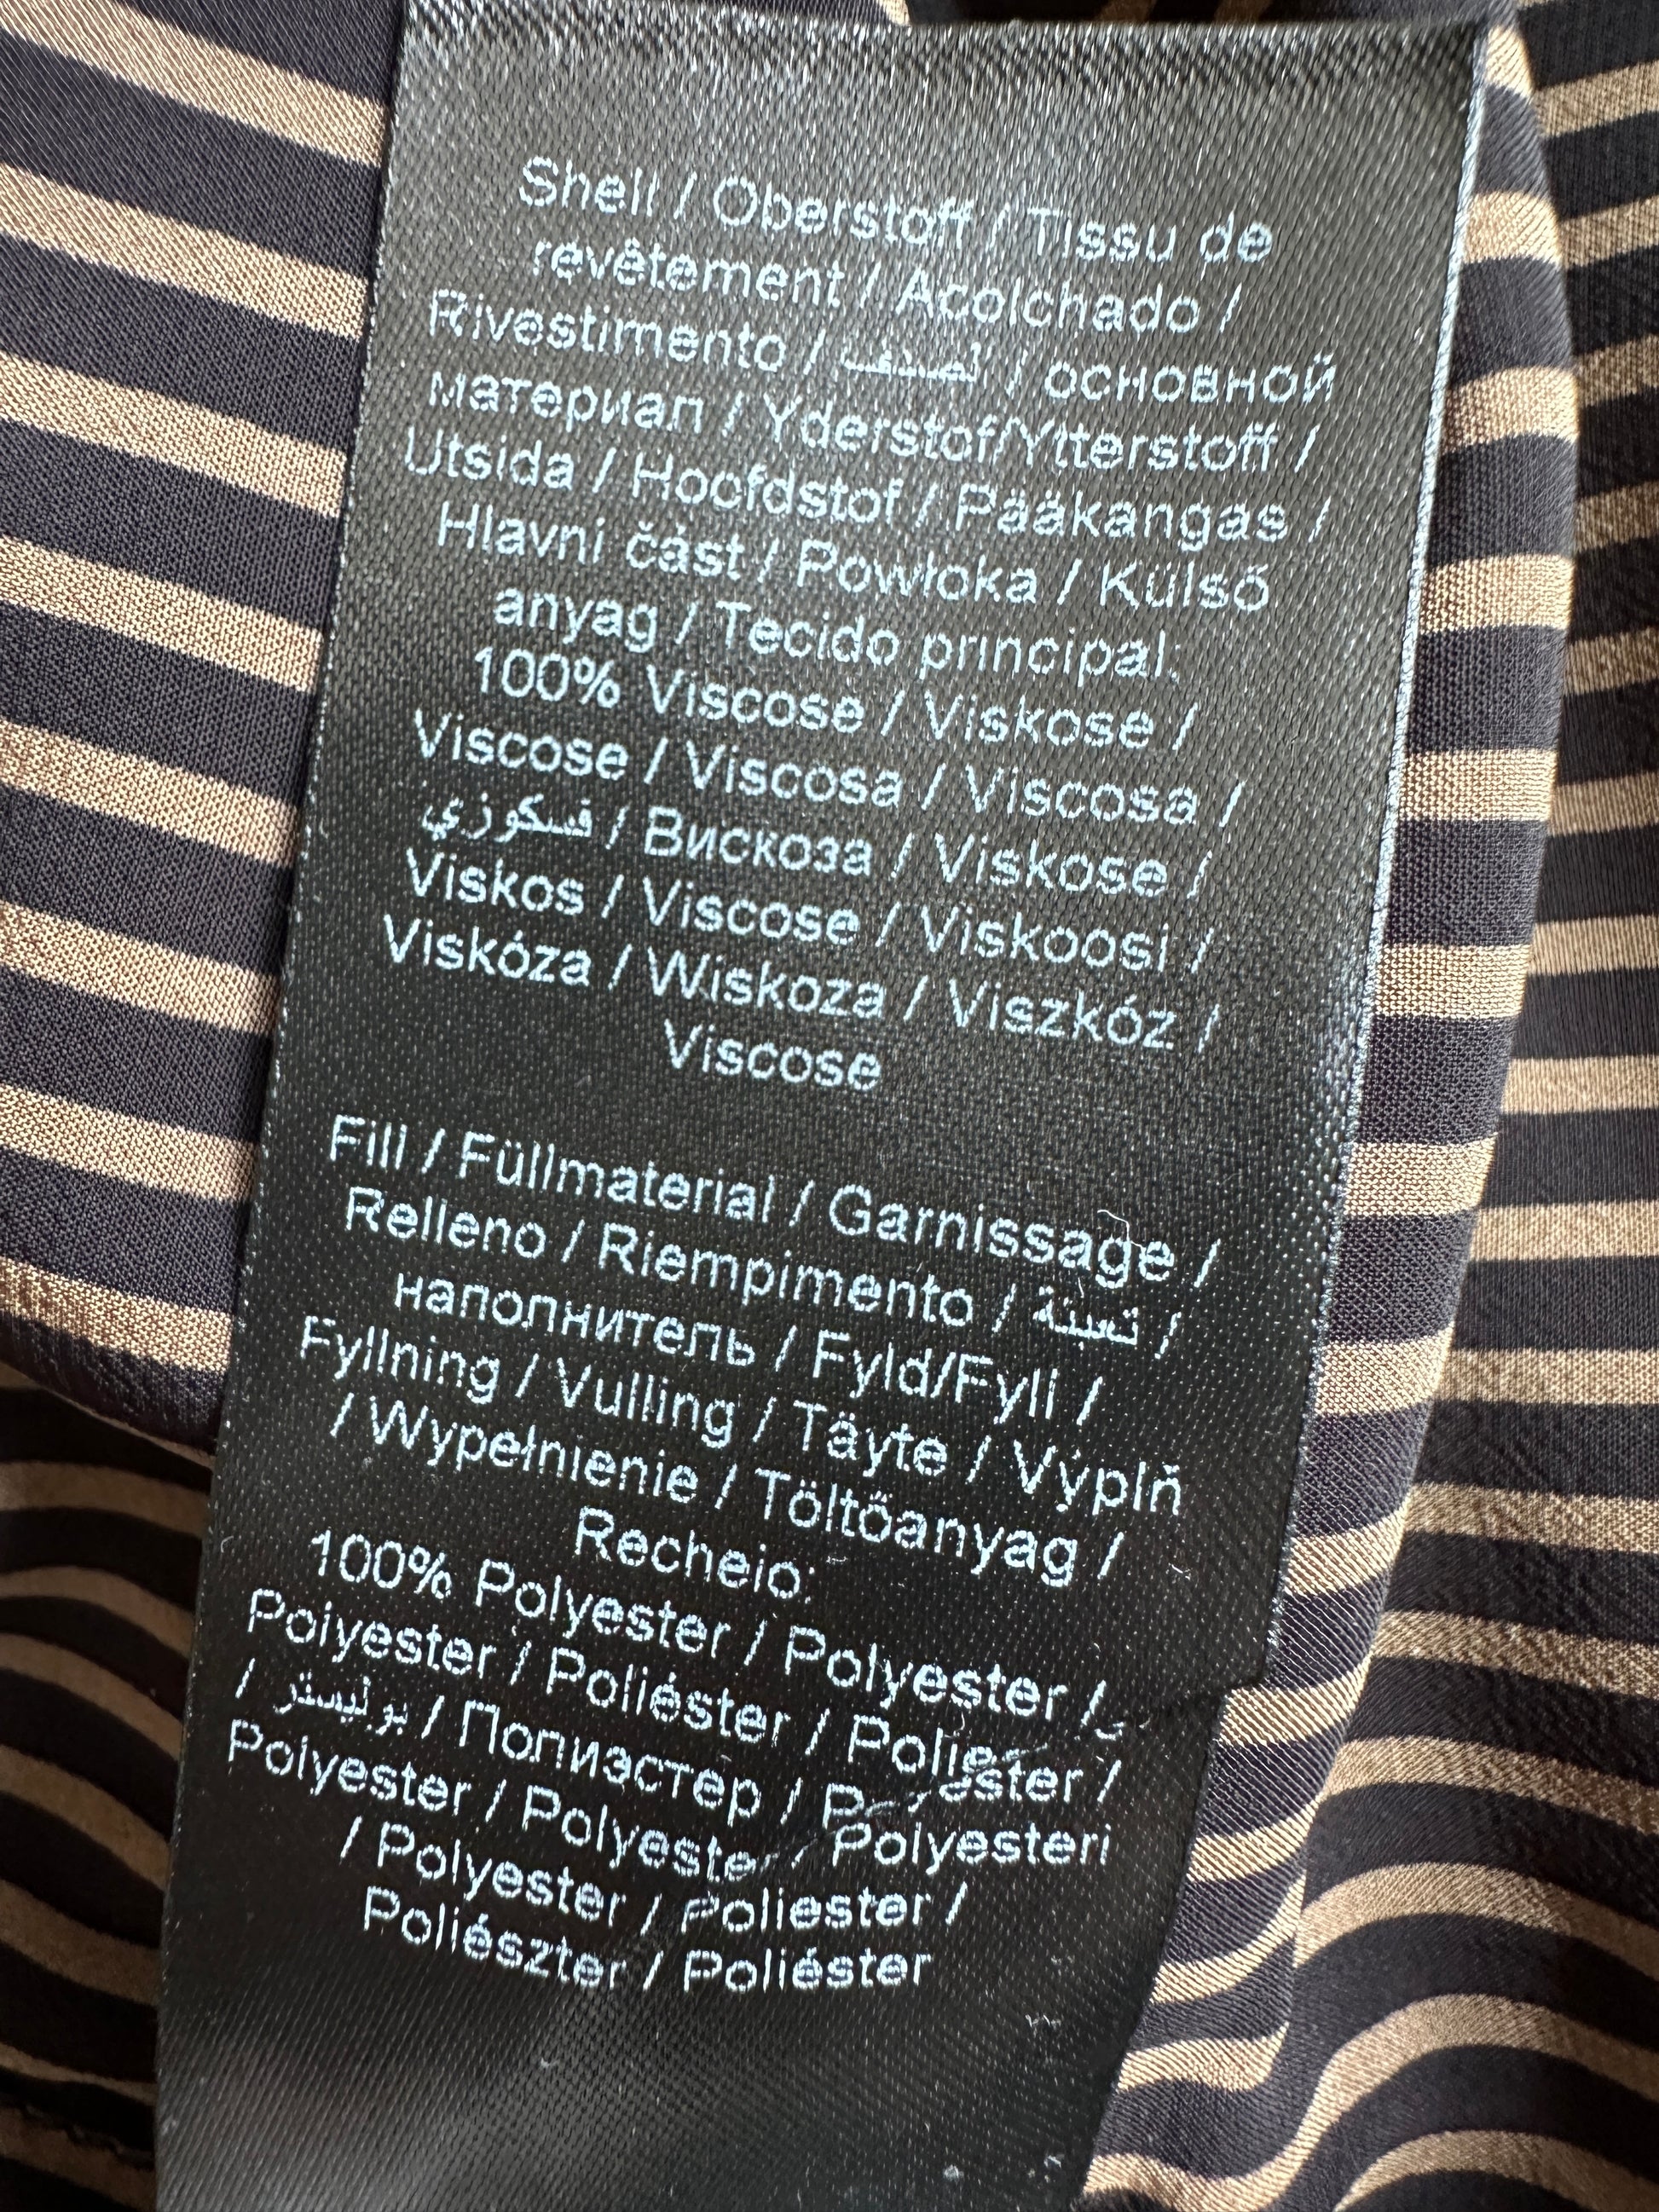 Shell / Oberstoff / Tissu de
revêtement / Acolchado /
Rivestimento / الصدف / основной
материал / Yderstof/Ytterstoff /
Utsida / Hoofdstof / Pääkangas /
Hlavní část / Powłoka / Külső
anyag / Tecido principal:
100% Viscose / Viskose /
Viscose / Viscosa / Viscosa /
فسكوزي / Вискоза / Viskose /
Viskos / Viscose / Viskoosi /
Viskóza / Wiskoza / Viszkóz /
Viscose
Fill / Füllmaterial / Garnissage /
Relleno / Riempimento / /
наполнитель / Fyld/Fyll /
Fyllning / Vulling / Täyte / Výplň
/ Wypełnienie / Töltőanyag /
Recheio:
100% Polyester / Polyester /
Polyester / Poliéster / Poliester /
/ بوليستر / Полиэстер /
Polyester / Polyester / Polyesteri
/ Polyester / Poliester /
Poliészter / Poliéster